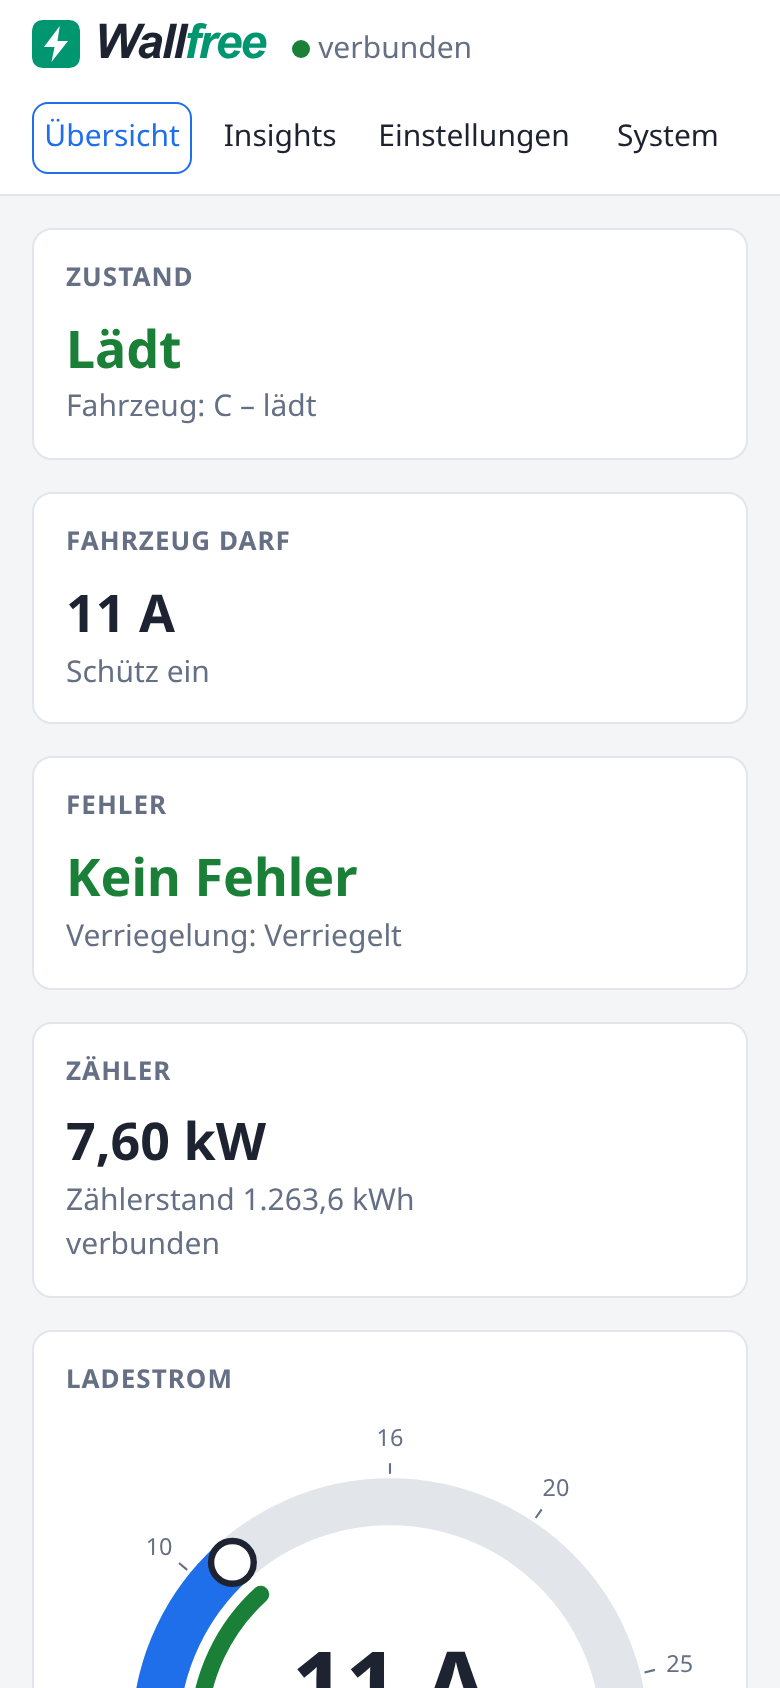 Wallfree verbunden
Übersicht Insights Einstellungen System
ZUSTAND
Lädt
Fahrzeug: C – lädt
FAHRZEUG DARF
11 A
Schütz ein
FEHLER
Kein Fehler
Verriegelung: Verriegelt
ZÄHLER
7,60 kW
Zählerstand 1.263,6 kWh
verbunden
LADESTROM
16
20
10
25
11 A